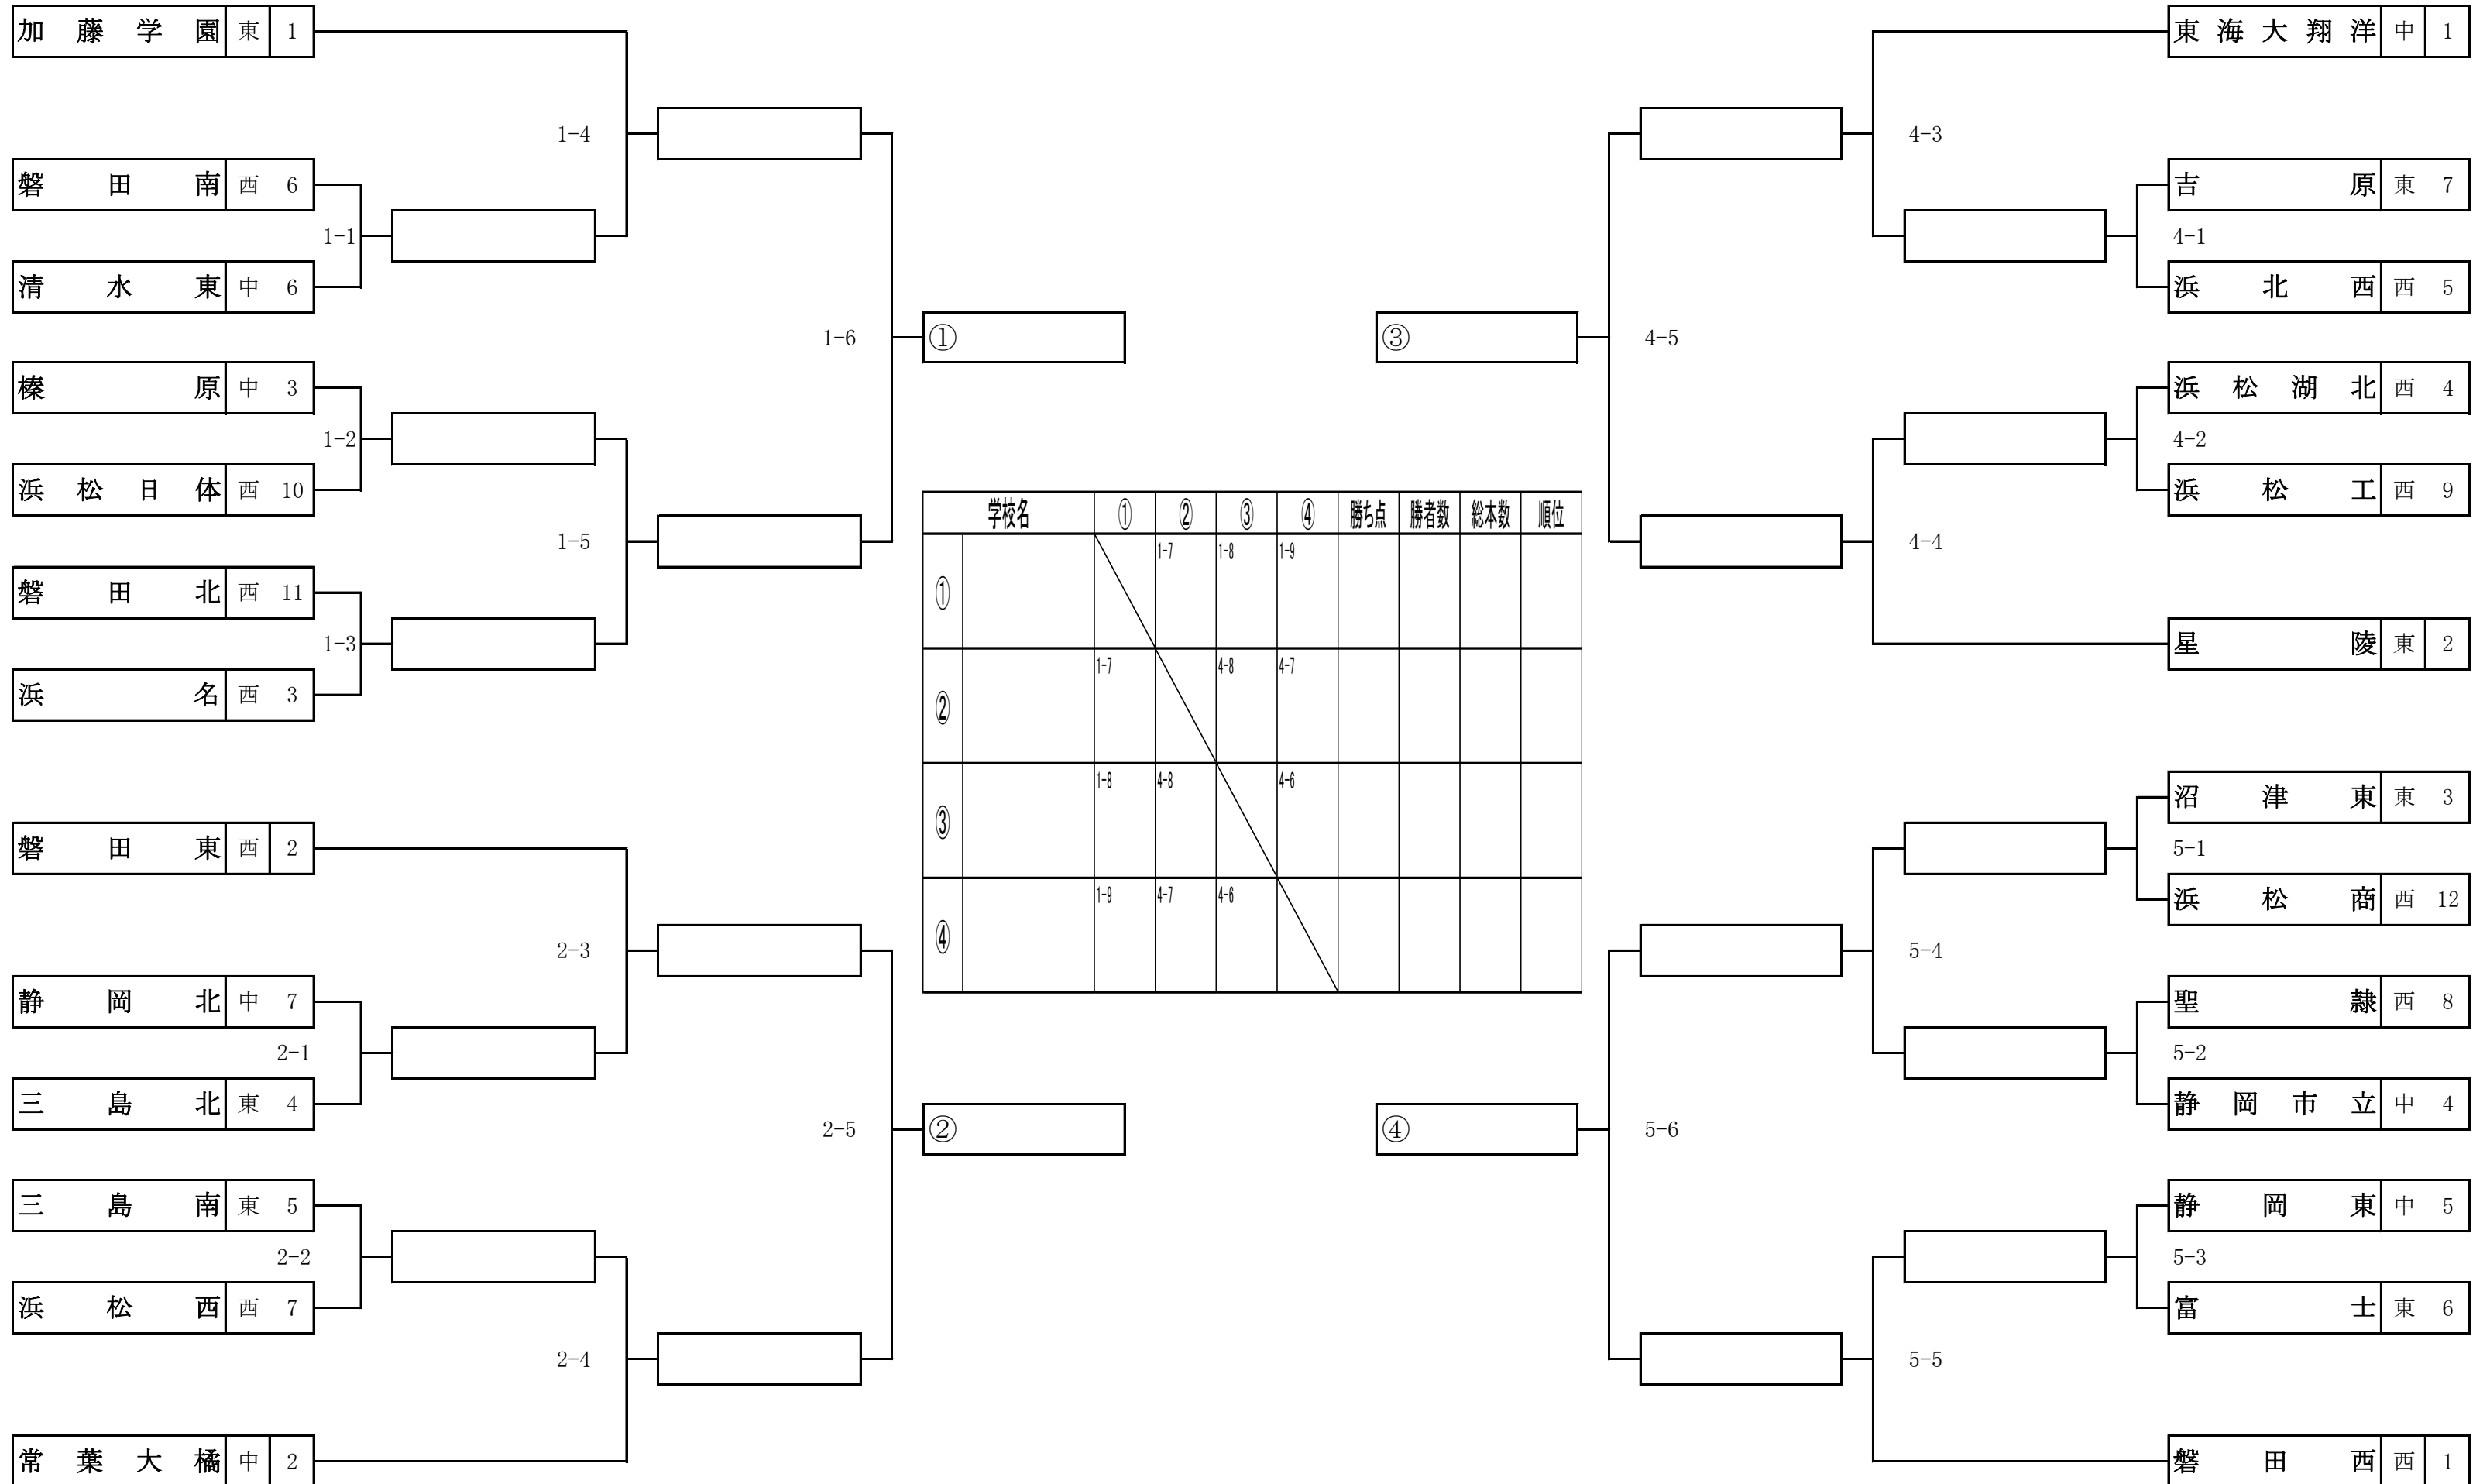 加藤学園 東 1
1-4
磐田南 西 6
1-1
清水東 中 6
榛原 中 3
1-2
浜松日体 西 10
1-5
磐田北 西 11
1-3
浜名 西 3
1-6
①
磐田東 西 2
2-3
静岡北 中 7
2-1
三島北 東 4
三島南 東 5
2-2
浜松西 西 7
2-4
常葉大橘 中 2
2-5
②
学校名 ① ② ③ ④ 勝ち点 勝者数 総本数 順位
① 1-7 1-8 1-9
② 1-7 4-8 4-7
③ 1-8 4-8 4-6
④ 1-9 4-7 4-6
③
4-5
東海大翔洋 中 1
4-3
吉原 東 7
4-1
浜北西 西 5
浜松湖北 西 4
4-2
浜松工 西 9
4-4
星陵 東 2
④
5-6
沼津東 東 3
5-1
浜松商 西 12
5-4
聖隷 西 8
5-2
静岡市立 中 4
静岡東 中 5
5-3
富士 東 6
5-5
磐田西 西 1